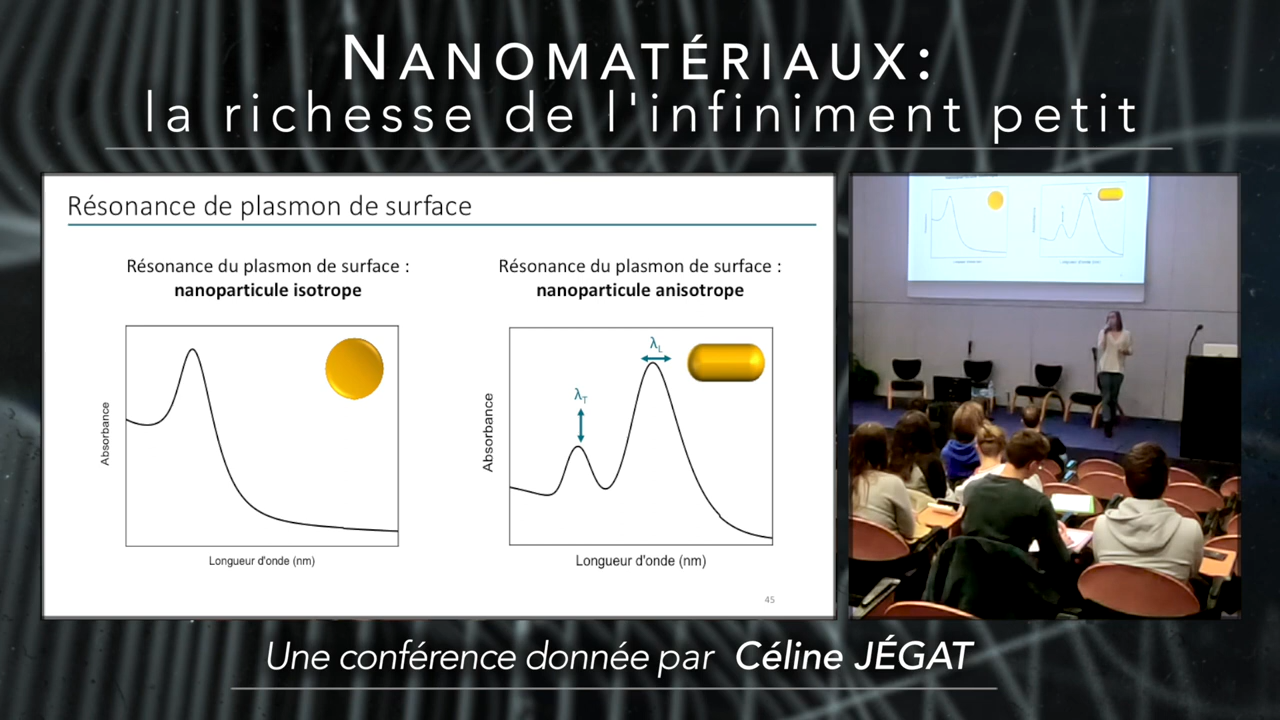 NANOMATÉRIAUX:
la richesse de l'infiniment petit
Résonance de plasmon de surface
Résonance du plasmon de surface :
nanoparticule isotrope
Absorbance
Longueur d'onde (nm)
Résonance du plasmon de surface :
nanoparticule anisotrope
λL
λT
Absorbance
Longueur d'onde (nm)
45
Une conférence donnée par Céline JÉGAT